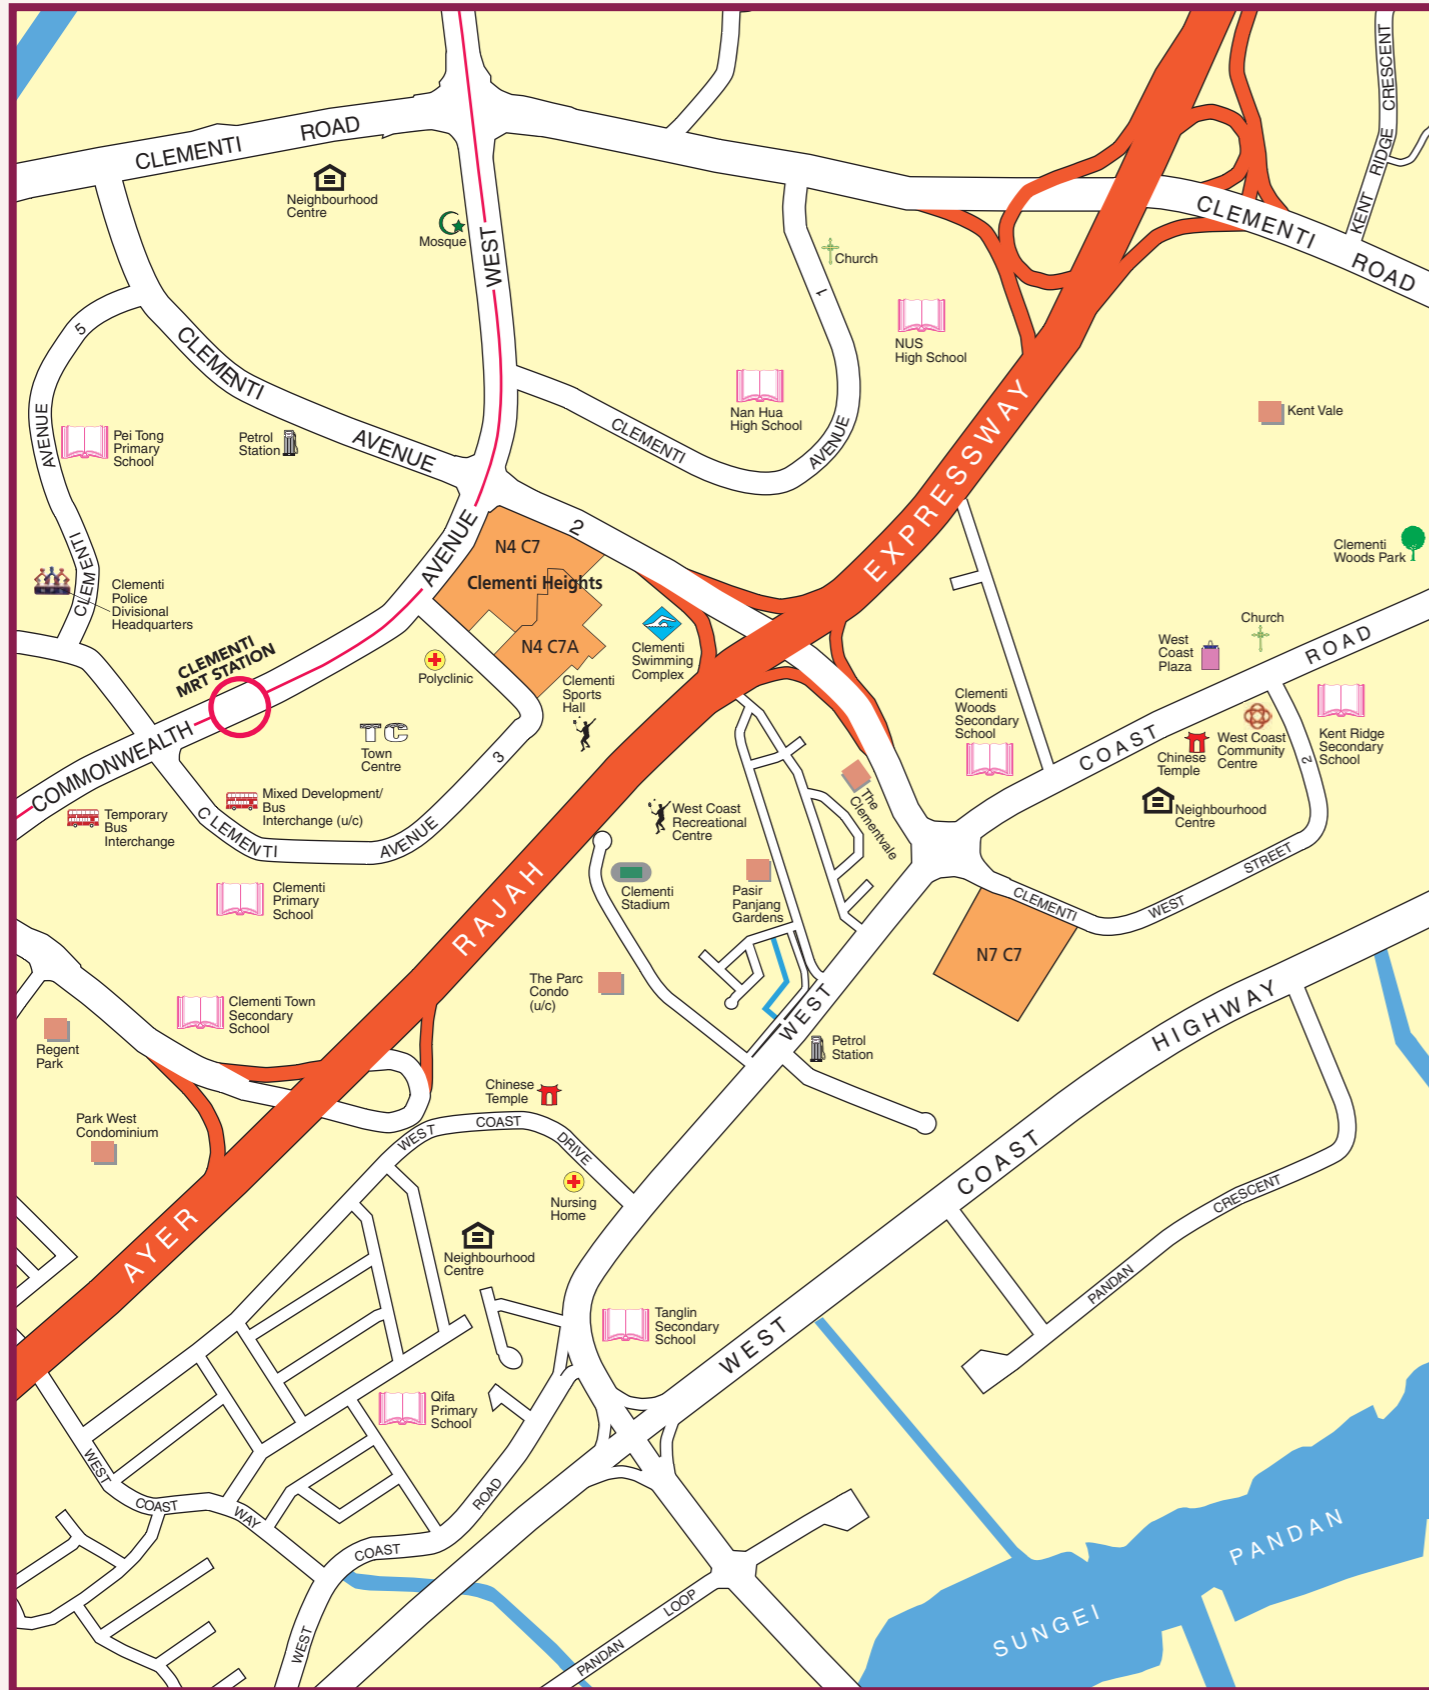 CLEMENTI ROAD
KENT RIDGE CRESCENT
Neighbourhood
Centre
Mosque
WEST
CLEMENTI ROAD
Church
1
NUS
High School
5
CLEMENTI AVENUE
2
Nan Hua
High School
Kent Vale
AVENUE
Pei Tong
Primary
School
Petrol
Station
CLEMENTI
AVENUE
EXPRESSWAY
CLEMENTI
AVENUE
N4 C7
Clementi Heights
N4 C7A
Clementi
Woods Park
Clementi
Police
Divisional
Headquarters
CLEMENTI
MRT STATION
Polyclinic
Clementi
Swimming
Complex
Clementi
Sports
Hall
Church
West
Coast
Plaza
ROAD
COAST
Clementi
Woods
Secondary
School
West Coast
Community
Centre
Chinese
Temple
Kent Ridge
Secondary
School
2
COMMONWEALTH
Town
Centre
TC
3
Temporary
Bus
Interchange
Mixed Development/
Bus
Interchange (u/c)
CLEMENTI AVENUE
West Coast
Recreational
Centre
The
Clementvale
Neighbourhood
Centre
RAJAH
Clementi
Stadium
Pasir
Panjang
Gardens
CLEMENTI WEST STREET
Clementi
Primary
School
N7 C7
The Parc
Condo
(u/c)
Clementi Town
Secondary
School
WEST
HIGHWAY
Regent
Park
Petrol
Station
Park West
Condominium
Chinese
Temple
WEST COAST DRIVE
COAST
Nursing
Home
PANDAN CRESCENT
AYER
Neighbourhood
Centre
Tanglin
Secondary
School
WEST
Qifa
Primary
School
WEST COAST WAY
ROAD
COAST
WEST
PANDAN LOOP
SUNGEI PANDAN